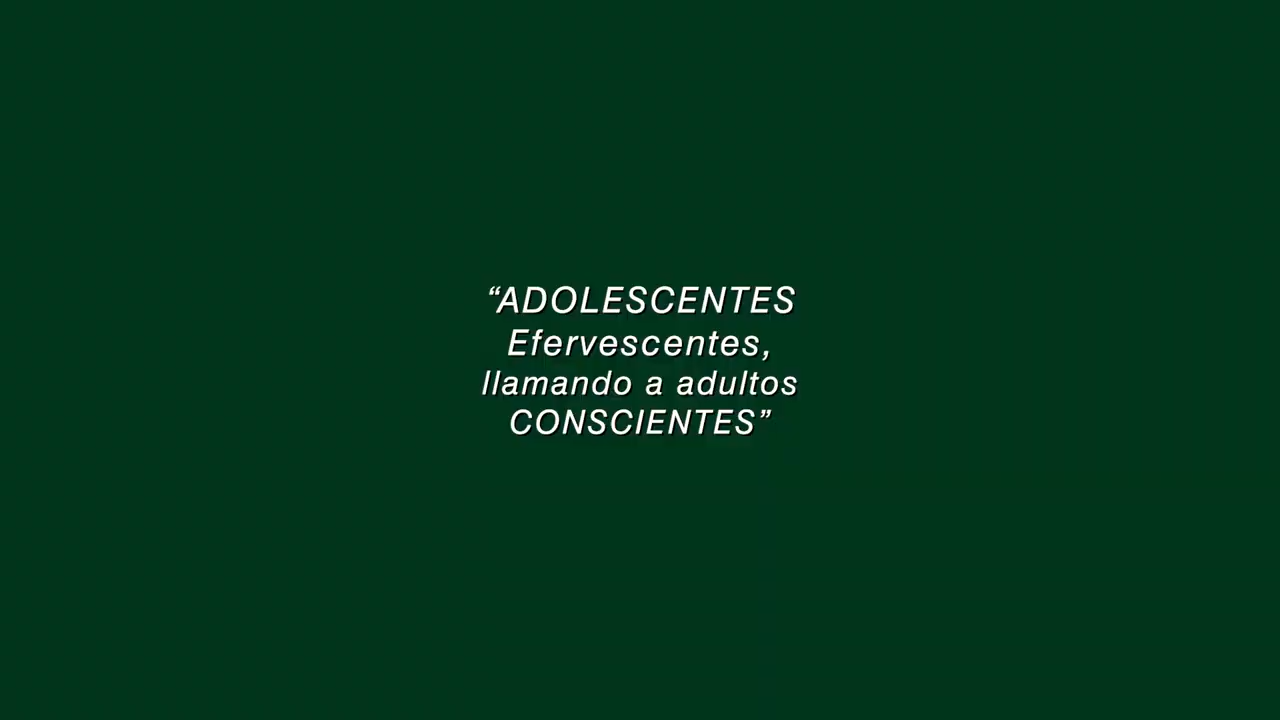 “ADOLESCENTES
Efervescentes,
llamando a adultos
CONSCIENTES”